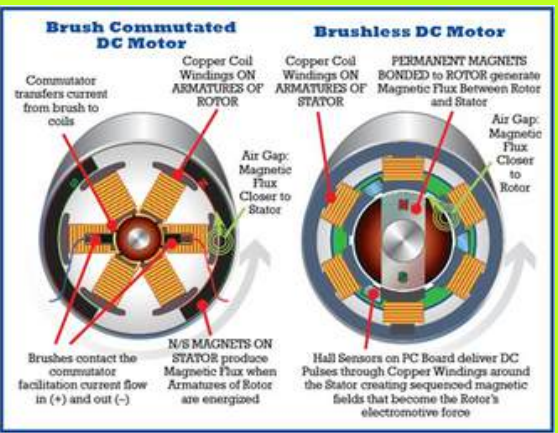 Brush Commutated
DC Motor
Commutator
transfers current
from brush to
coils
Copper Coil
Windings ON
ARMATURES OF
ROTOR
Air Gap:
Magnetic
Flux
Closer to
Stator
Brushes contact the
commutator
facilitation current flow
in (+) and out (–)
N/S MAGNETS ON
STATOR produce
Magnetic Flux when
Armatures of Rotor
are energized
Brushless DC Motor
Copper Coil
Windings ON
ARMATURES OF
STATOR
PERMANENT MAGNETS
BONDED to ROTOR generate
Magnetic Flux Between Rotor
and Stator
Air Gap:
Magnetic
Flux
Closer
to
Rotor
N
S
Hall Sensors on PC Board deliver DC
Pulses through Copper Windings around
the Stator creating sequenced magnetic
fields that become the Rotor's
electromotive force